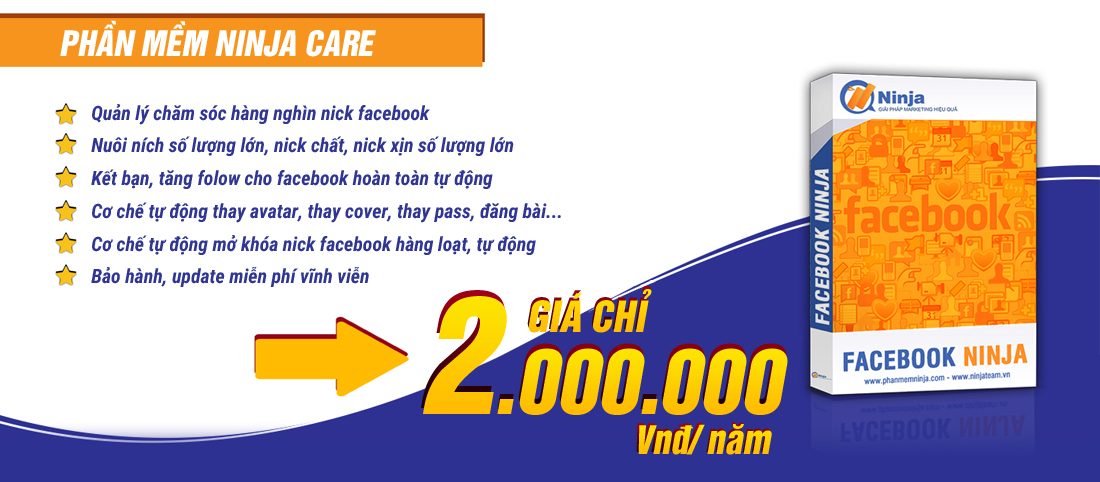 PHẦN MỀM NINJA CARE
Quản lý chăm sóc hàng nghìn nick facebook
Nuôi ních số lượng lớn, nick chất, nick xịn số lượng lớn
Kết bạn, tăng folow cho facebook hoàn toàn tự động
Cơ chế tự động thay avatar, thay cover, thay pass, đăng bài...
Cơ chế tự động mở khóa nick facebook hàng loạt, tự động
Bảo hành, update miễn phí vĩnh viễn
GIÁ CHỈ
2.000.000
Vnđ/ năm
Ninja
GIẢI PHÁP MARKETING HIỆU QUẢ
facebook
FACEBOOK NINJA
FACEBOOK NINJA
www.phanmemninja.com - www.ninjateam.vn
Ninja